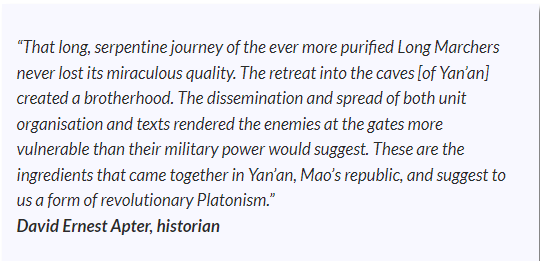 “That long, serpentine journey of the ever more purified Long Marchers
never lost its miraculous quality. The retreat into the caves [of Yan’an]
created a brotherhood. The dissemination and spread of both unit
organisation and texts rendered the enemies at the gates more
vulnerable than their military power would suggest. These are the
ingredients that came together in Yan’an, Mao’s republic, and suggest to
us a form of revolutionary Platonism.”
David Ernest Apter, historian